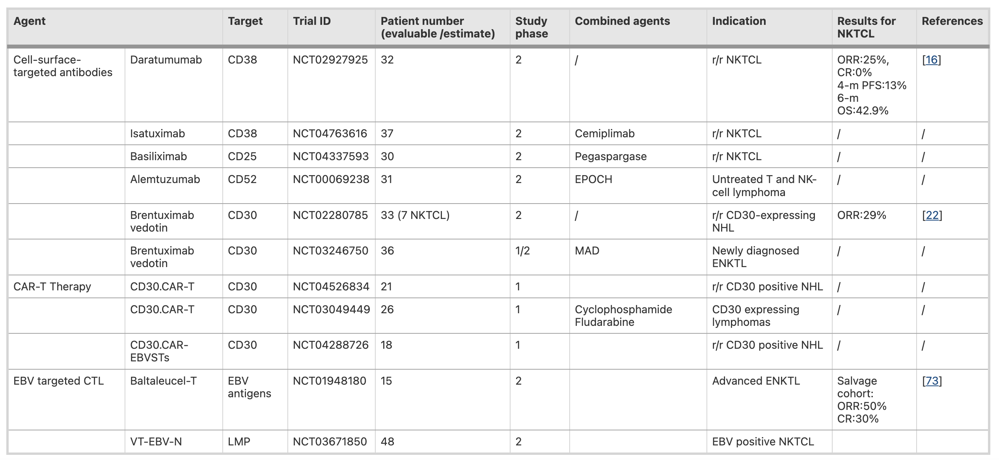 Agent Target Trial ID Patient number (evaluable /estimate) Study phase Combined agents Indication Results for NKTCL References
Cell-surface-
targeted antibodies
Daratumumab
CD38
NCT02927925
32
2
/
r/r NKTCL
ORR:25%,
CR:0%
4-m PFS:13%
6-m
OS:42.9%
[16]
Isatuximab
CD38
NCT04763616
37
2
Cemiplimab
r/r NKTCL
/
/
Basiliximab
CD25
NCT04337593
30
2
Pegaspargase
r/r NKTCL
/
/
Alemtuzumab
CD52
NCT00069238
31
2
EPOCH
Untreated T and NK-
cell lymphoma
/
/
Brentuximab
vedotin
CD30
NCT02280785
33 (7 NKTCL)
2
/
r/r CD30-expressing
NHL
ORR:29%
[22]
Brentuximab
vedotin
CD30
NCT03246750
36
1/2
MAD
Newly diagnosed
ENKTL
/
/
CAR-T Therapy
CD30.CAR-T
CD30
NCT04526834
21
1
r/r CD30 positive NHL
/
/
CD30.CAR-T
CD30
NCT03049449
26
1
Cyclophosphamide
Fludarabine
CD30 expressing
lymphomas
/
/
CD30.CAR-
EBVSTs
CD30
NCT04288726
18
1
r/r CD30 positive NHL
/
/
EBV targeted CTL
Baltaleucel-T
EBV
antigens
NCT01948180
15
2
Advanced ENKTL
Salvage
cohort:
ORR:50%
CR:30%
[73]
VT-EBV-N
LMP
NCT03671850
48
2
EBV positive NKTCL